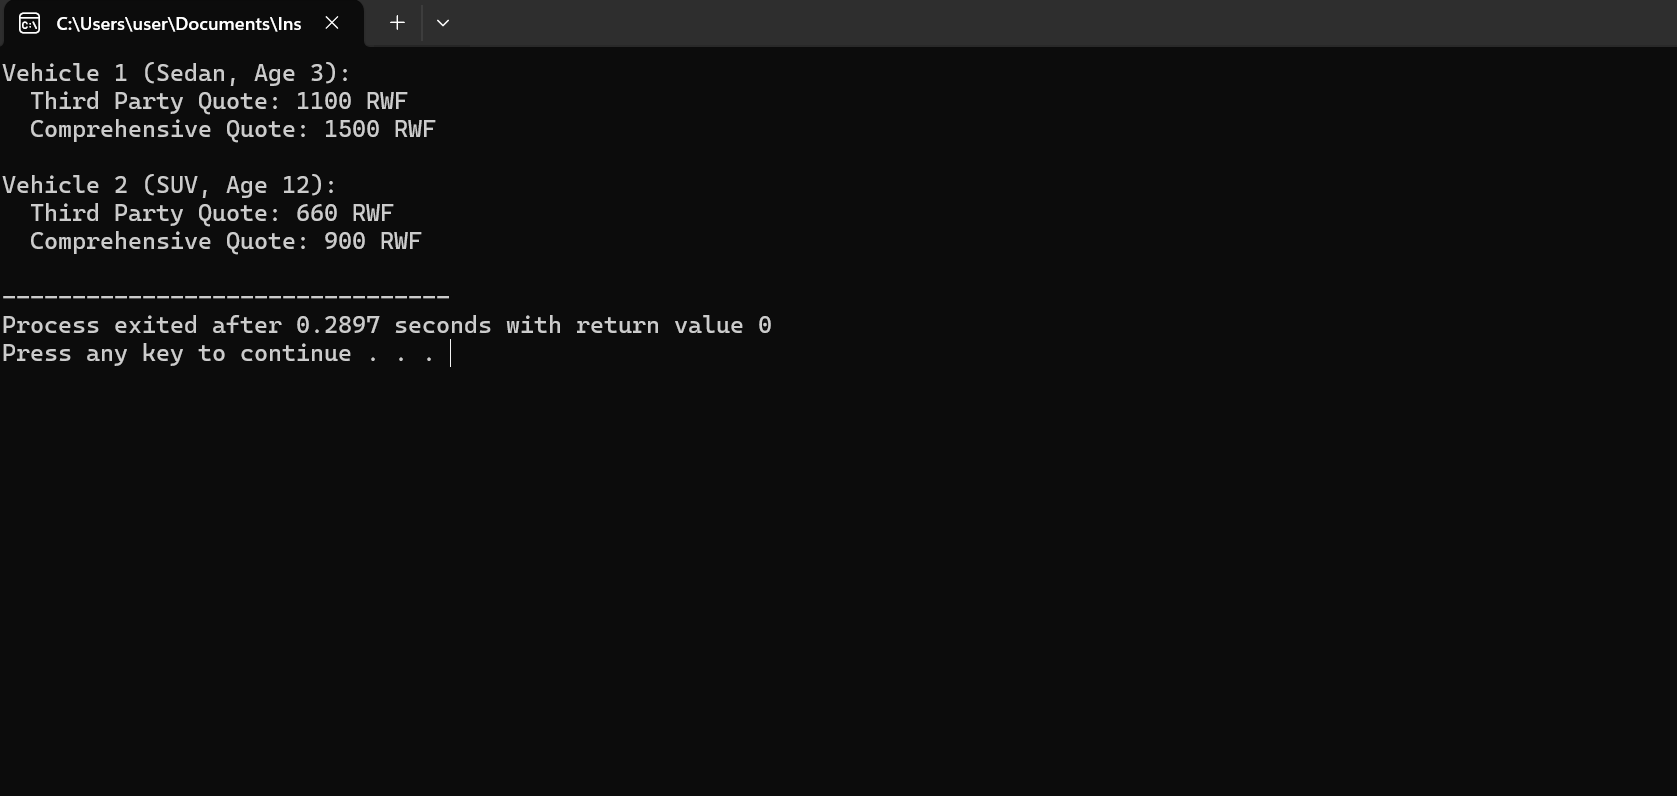 C:\Users\user\Documents\Ins
Vehicle 1 (Sedan, Age 3):
  Third Party Quote: 1100 RWF
  Comprehensive Quote: 1500 RWF

Vehicle 2 (SUV, Age 12):
  Third Party Quote: 660 RWF
  Comprehensive Quote: 900 RWF

--------------------------------
Process exited after 0.2897 seconds with return value 0
Press any key to continue . . .